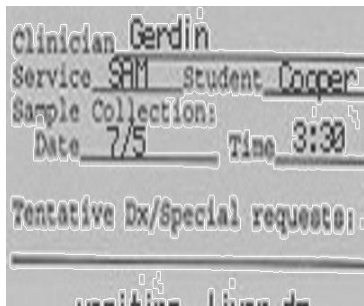 Clinician Gerdin
Service SAM Student Cooper
Sample Collection:
Date 7/5 Time 3:30
Tentative Dx/Special requests:
vomiting, liver dz